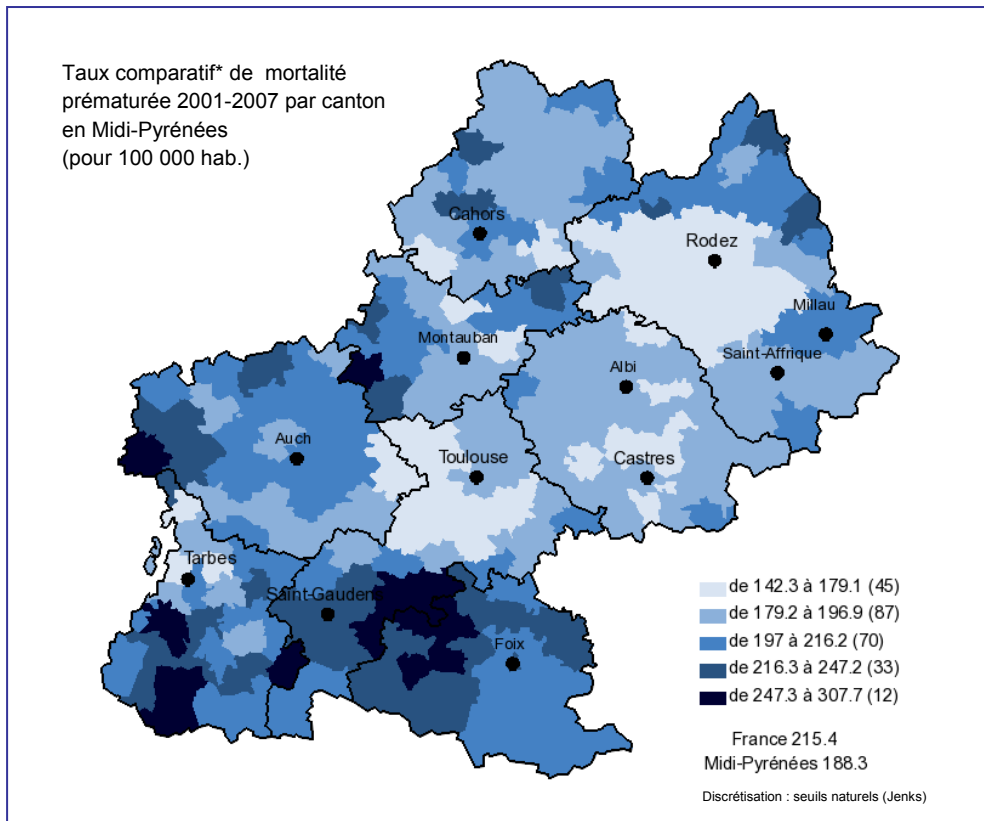 Taux comparatif* de mortalité
prématurée 2001-2007 par canton
en Midi-Pyrénées
(pour 100 000 hab.)
Cahors
Rodez
Millau
Montauban
Saint-Affrique
Albi
Auch
Toulouse
Castres
Tarbes
Saint-Gaudens
Foix
de 142.3 à 179.1 (45)
de 179.2 à 196.9 (87)
de 197 à 216.2 (70)
de 216.3 à 247.2 (33)
de 247.3 à 307.7 (12)
France 215.4
Midi-Pyrénées 188.3
Discrétisation : seuils naturels (Jenks)